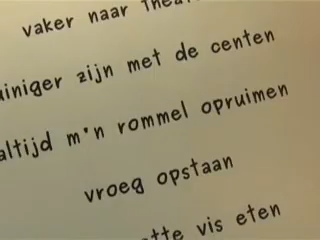 vaker naar
zijn met de centen
altijd m'n rommel opruimen
vroeg opstaan
vis eten